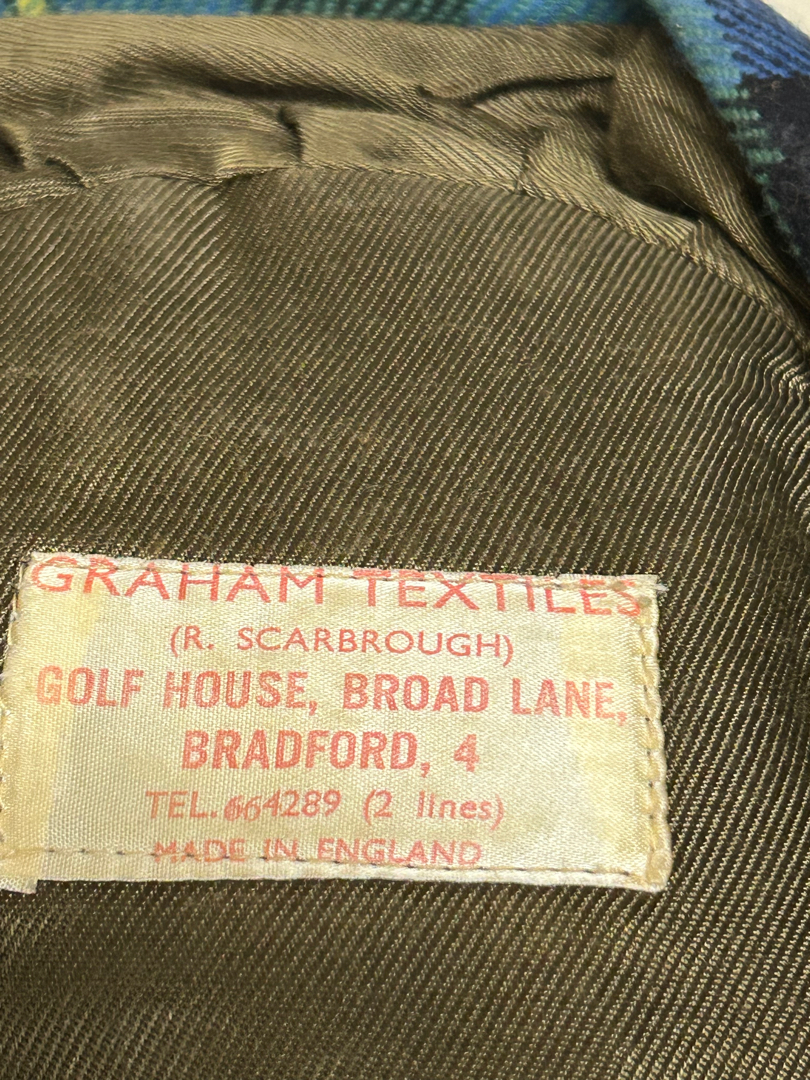 GRAHAM TEXTILES
(R. SCARBROUGH)
GOLF HOUSE, BROAD LANE,
BRADFORD, 4
TEL. 664289 (2 lines)
MADE IN ENGLAND